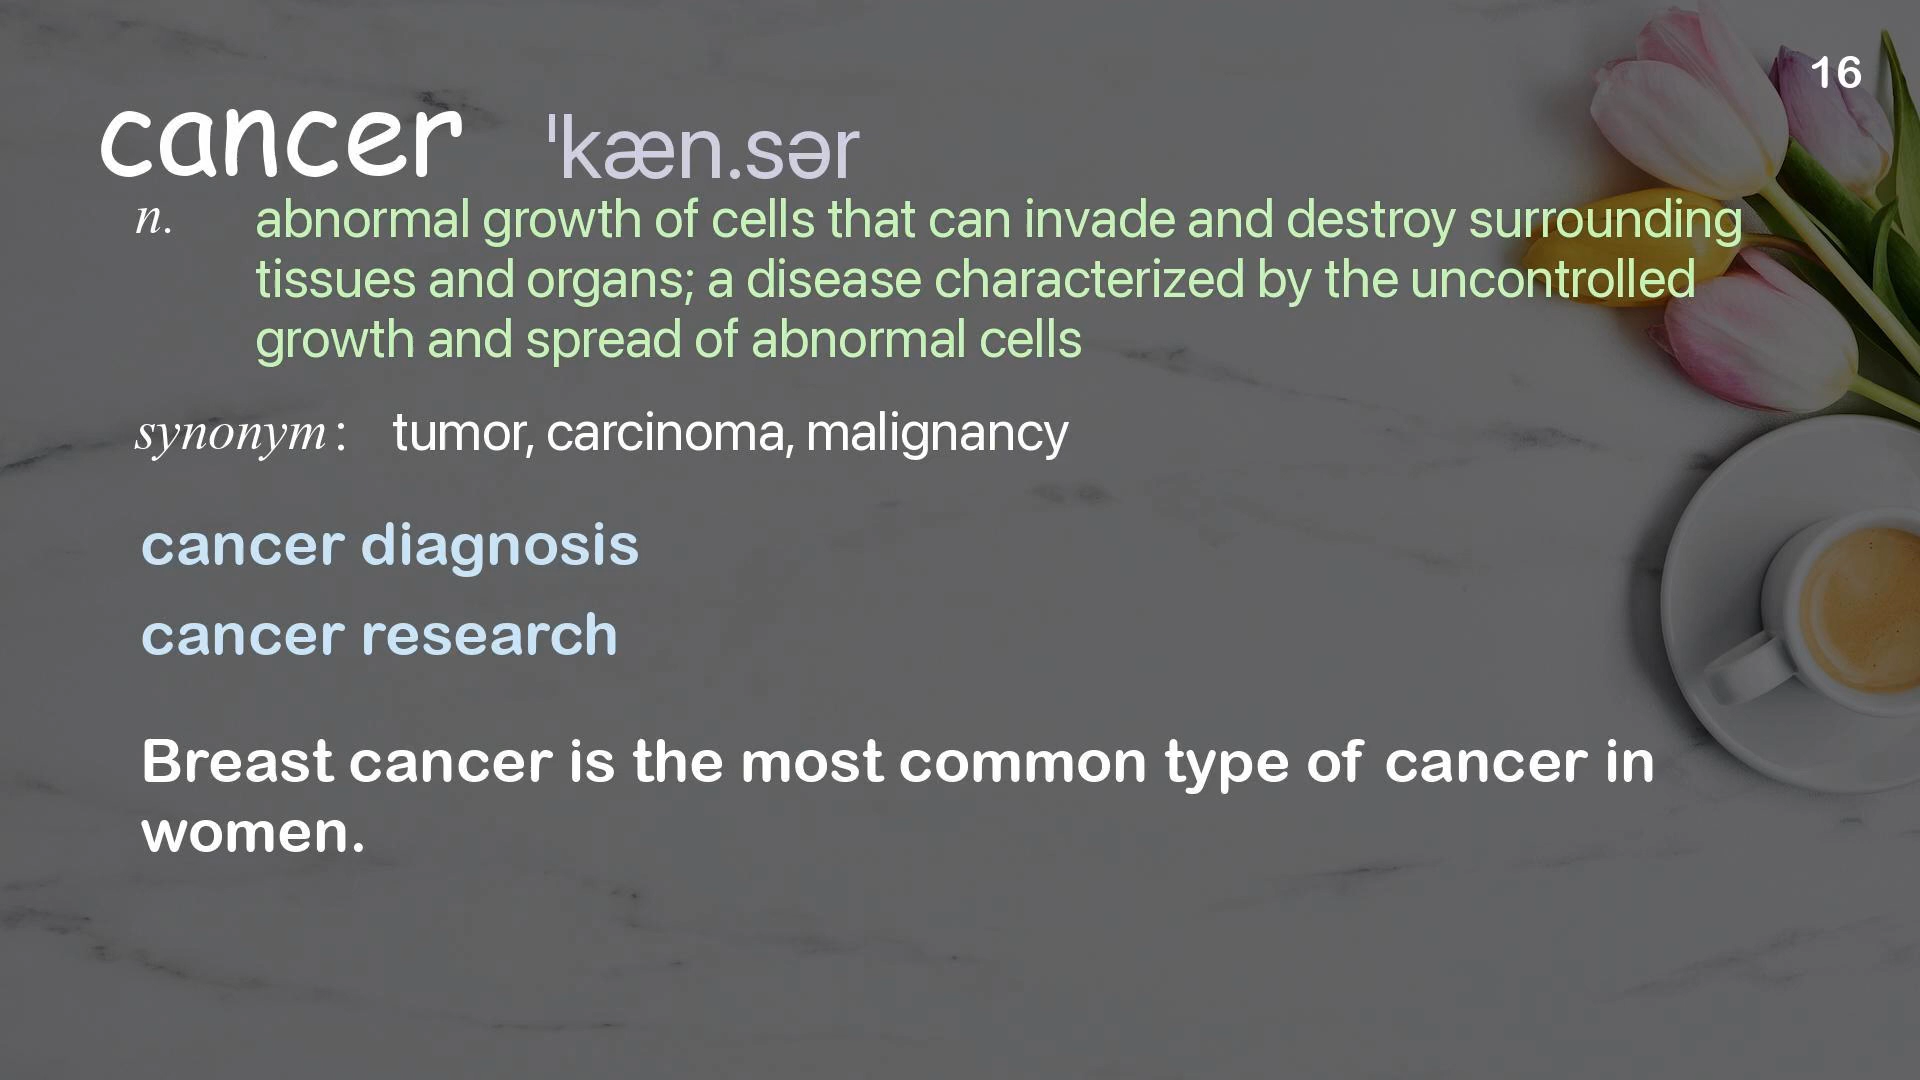 16
cancer ˈkæn.sər
n. abnormal growth of cells that can invade and destroy surrounding
tissues and organs; a disease characterized by the uncontrolled
growth and spread of abnormal cells
synonym: tumor, carcinoma, malignancy
cancer diagnosis
cancer research
Breast cancer is the most common type of cancer in
women.